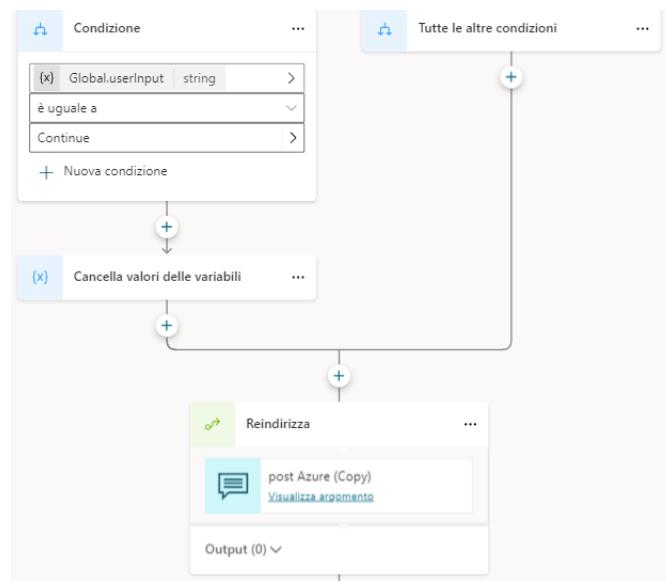 Condizione
Tutte le altre condizioni
{x} Global.userInput string
è uguale a
Continue
Nuova condizione
{x} Cancella valori delle variabili
Reindirizza
post Azure (Copy)
Visualizza argomento
Output (0)